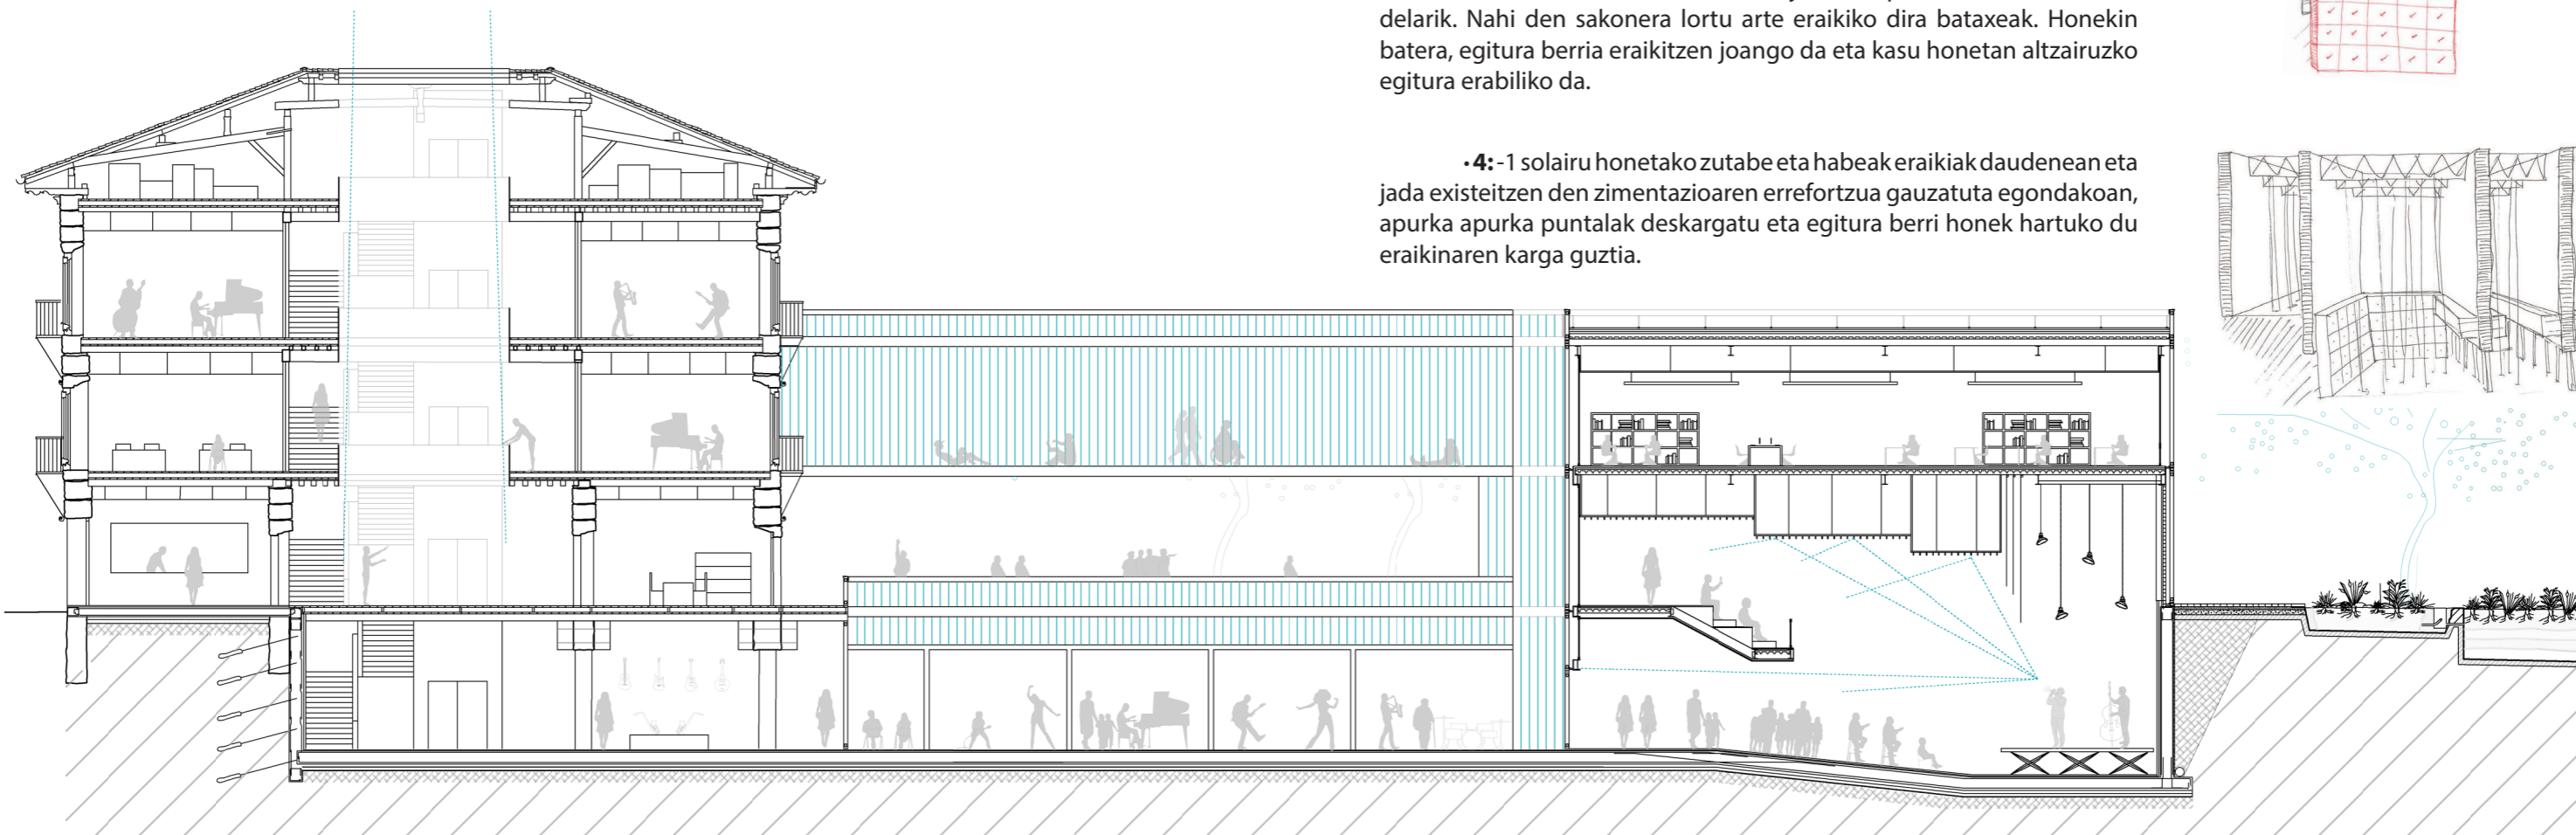 delarik. Nahi den sakonera lortu arte eraikiko dira bataxeak. Honekin
batera, egitura berria eraikitzen joango da eta kasu honetan altzairuzko
egitura erabiliko da.
• 4: -1 solairu honetako zutabe eta habeak eraikiak daudenean eta
jada existeitzen den zimentazioaren errefortzua gauzatuta egondakoan,
apurka apurka puntalak deskargatu eta egitura berri honek hartuko du
eraikinaren karga guztia.